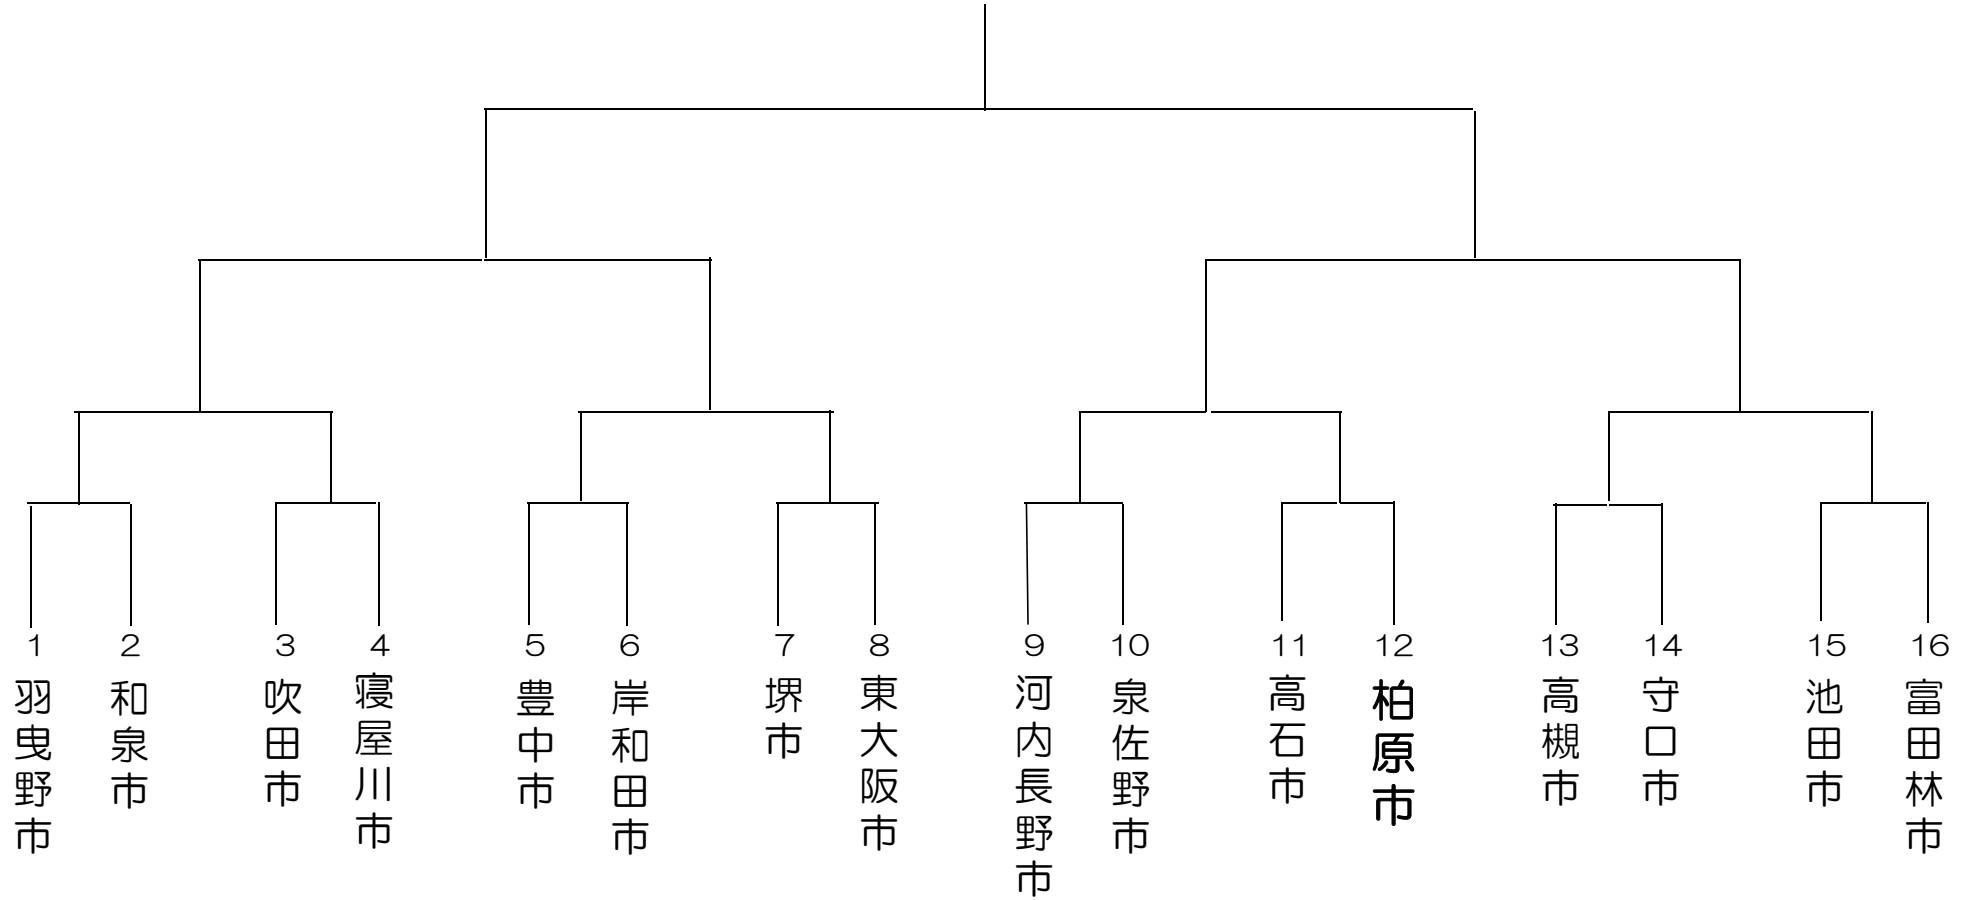 1
羽曳野市
2
和泉市
3
吹田市
4
寝屋川市
5
豊中市
6
岸和田市
7
堺市
8
東大阪市
9
河内長野市
10
泉佐野市
11
高石市
12
柏原市
13
高槻市
14
守口市
15
池田市
16
富田林市